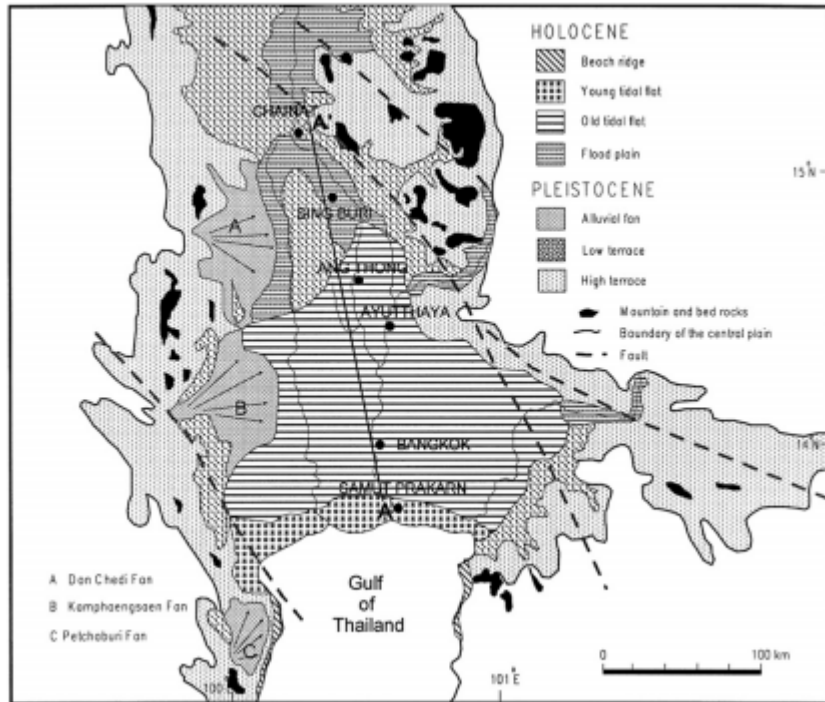 HOLOCENE
Beach ridge
Young tidal flat
Old tidal flat
Flood plain
PLEISTOCENE
Alluvial fan
Low terrace
High terrace
Mountain and bed rocks
Boundary of the central plain
Fault
CHAINAT
A'
15°N
SING BURI
A
ANG THONG
AYUTTHAYA
B
BANGKOK
14°N
SAMUT PRAKARN
A
A Don Chedi Fan
B Kamphaengsaen Fan
C Petchaburi Fan
Gulf
of
Thailand
C
0
100 km
100°
101°E